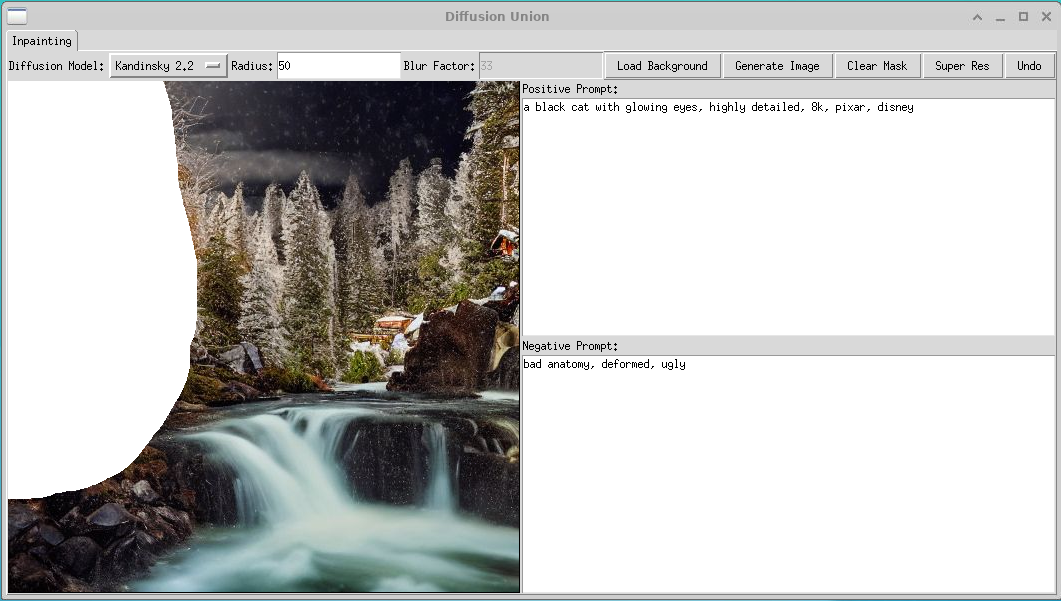 Diffusion Union
Inpainting
Diffusion Model: Kandinsky 2.2 Radius: 50 Blur Factor: 33 Load Background Generate Image Clear Mask Super Res Undo
Positive Prompt:
a black cat with glowing eyes, highly detailed, 8k, pixar, disney
Negative Prompt:
bad anatomy, deformed, ugly